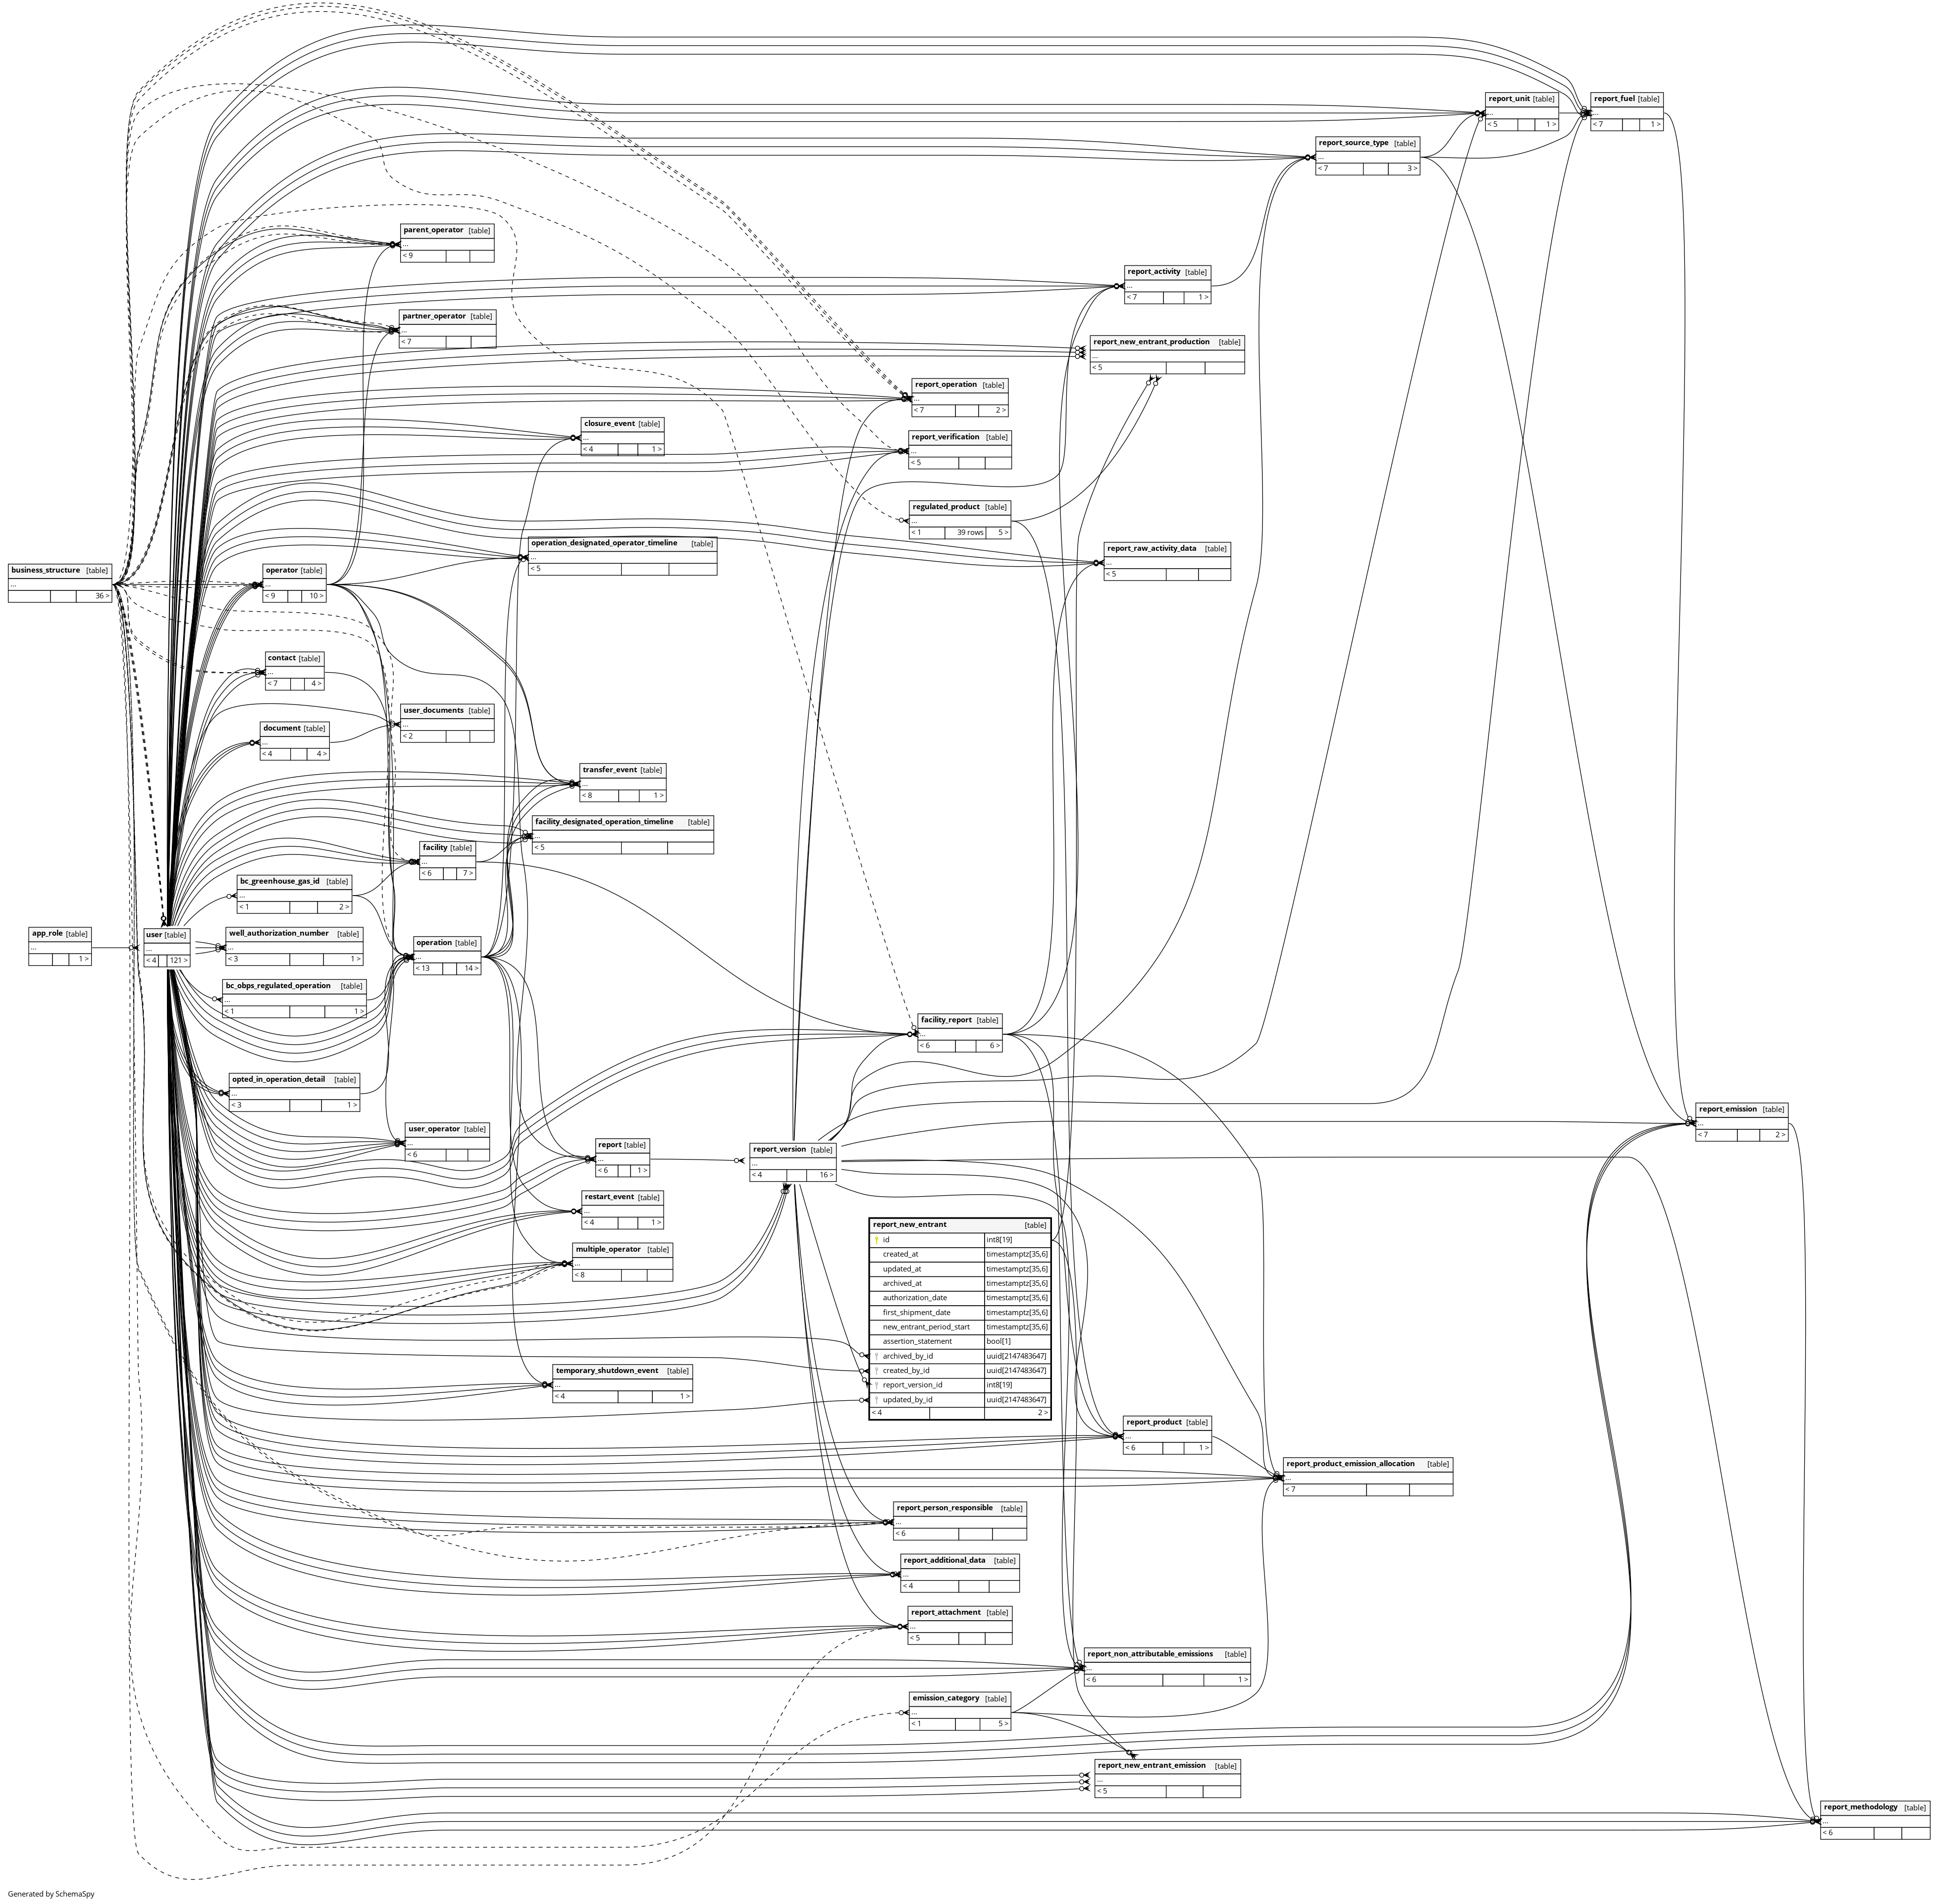 report_unit [table]
...
< 5 1 >
report_fuel [table]
...
< 7 1 >
report_source_type [table]
...
< 7 3 >
parent_operator [table]
...
< 9
report_activity [table]
...
< 7 1 >
partner_operator [table]
...
< 7
report_new_entrant_production [table]
...
< 5
report_operation [table]
...
< 7 2 >
closure_event [table]
...
< 4 1 >
report_verification [table]
...
< 5
regulated_product [table]
...
< 1 39 rows 5 >
operation_designated_operator_timeline [table]
...
< 5
report_raw_activity_data [table]
...
< 5
business_structure [table]
...
36 >
operator [table]
...
< 9 10 >
contact [table]
...
< 7 4 >
user_documents [table]
...
< 2
document [table]
...
< 4 4 >
transfer_event [table]
...
< 8 1 >
facility_designated_operation_timeline [table]
...
< 5
facility [table]
...
< 6 7 >
bc_greenhouse_gas_id [table]
...
< 1 2 >
app_role [table]
...
1 >
user [table]
...
< 4 121 >
well_authorization_number [table]
...
< 3 1 >
operation [table]
...
< 13 14 >
bc_obps_regulated_operation [table]
...
< 1 1 >
facility_report [table]
...
< 6 6 >
opted_in_operation_detail [table]
...
< 3 1 >
report_emission [table]
...
< 7 2 >
user_operator [table]
...
< 6
report [table]
...
< 6 1 >
report_version [table]
...
< 4 16 >
restart_event [table]
...
< 4 1 >
report_new_entrant [table]
id int8[19]
created_at timestamptz[35,6]
updated_at timestamptz[35,6]
archived_at timestamptz[35,6]
authorization_date timestamptz[35,6]
first_shipment_date timestamptz[35,6]
new_entrant_period_start timestamptz[35,6]
assertion_statement bool[1]
archived_by_id uuid[2147483647]
created_by_id uuid[2147483647]
report_version_id int8[19]
updated_by_id uuid[2147483647]
< 4 2 >
multiple_operator [table]
...
< 8
temporary_shutdown_event [table]
...
< 4 1 >
report_product [table]
...
< 6 1 >
report_product_emission_allocation [table]
...
< 7
report_person_responsible [table]
...
< 6
report_additional_data [table]
...
< 4
report_attachment [table]
...
< 5
report_non_attributable_emissions [table]
...
< 6 1 >
emission_category [table]
...
< 1 5 >
report_new_entrant_emission [table]
...
< 5
report_methodology [table]
...
< 6
Generated by SchemaSpy